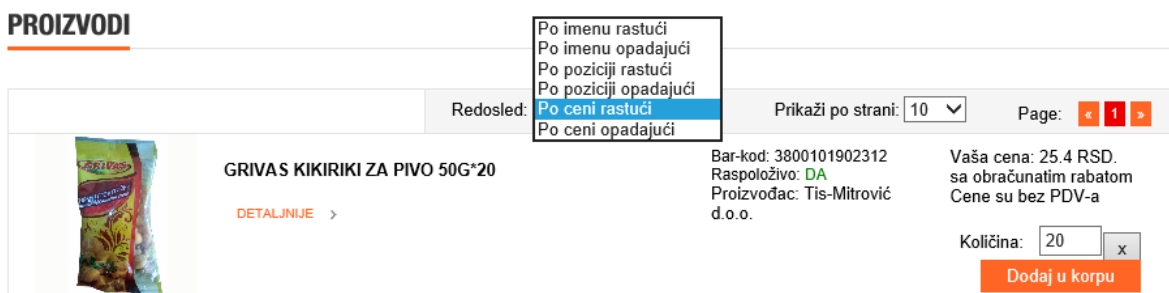 PROIZVODI
Po imenu rastući
Po imenu opadajući
Po poziciji rastući
Po poziciji opadajući
Redosled: Po ceni rastući Prikaži po strani: 10 Page: « 1 »
Po ceni opadajući
GRIVAS
GRIVAS KIKIRIKI ZA PIVO 50G*20
DETALJNIJE >
Bar-kod: 3800101902312
Raspoloživo: DA
Proizvođac: Tis-Mitrović
d.o.o.
Vaša cena: 25.4 RSD.
sa obračunatim rabatom
Cene su bez PDV-a
Količina: 20 x
Dodaj u korpu